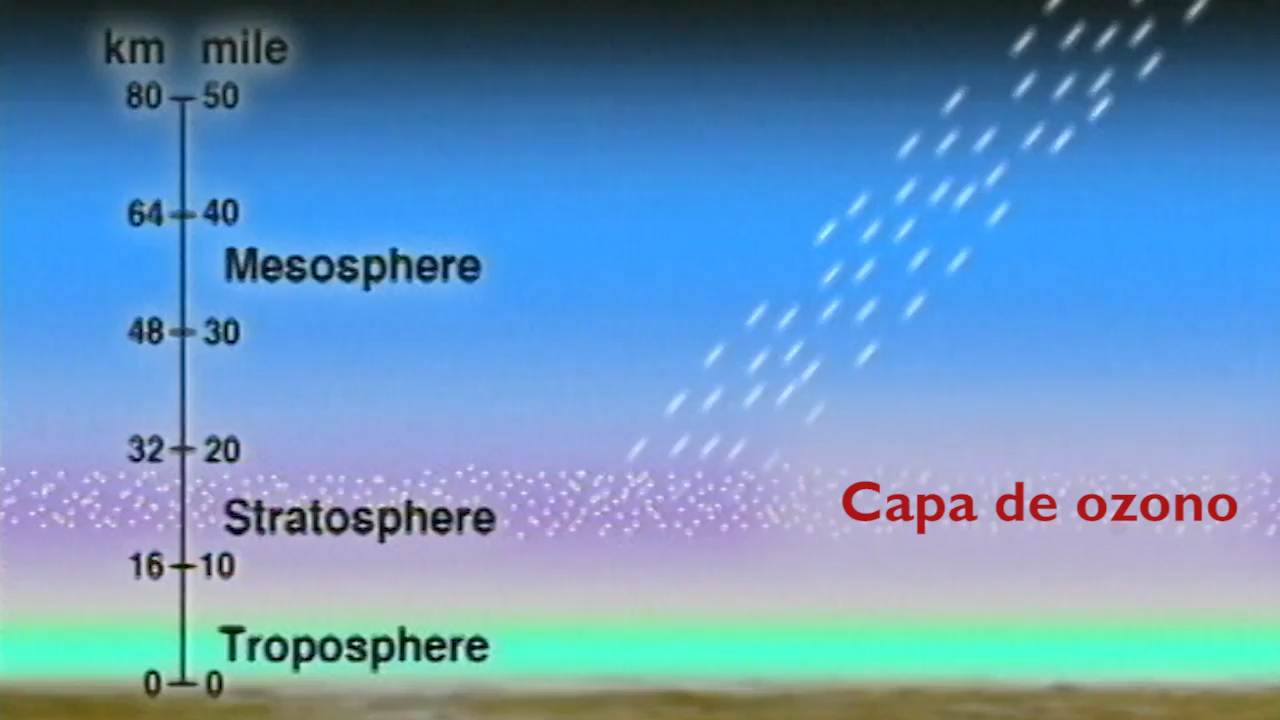 km mile
80 50
64 40
Mesosphere
48 30
32 20
Capa de ozono
Stratosphere
16 10
Troposphere
0 0